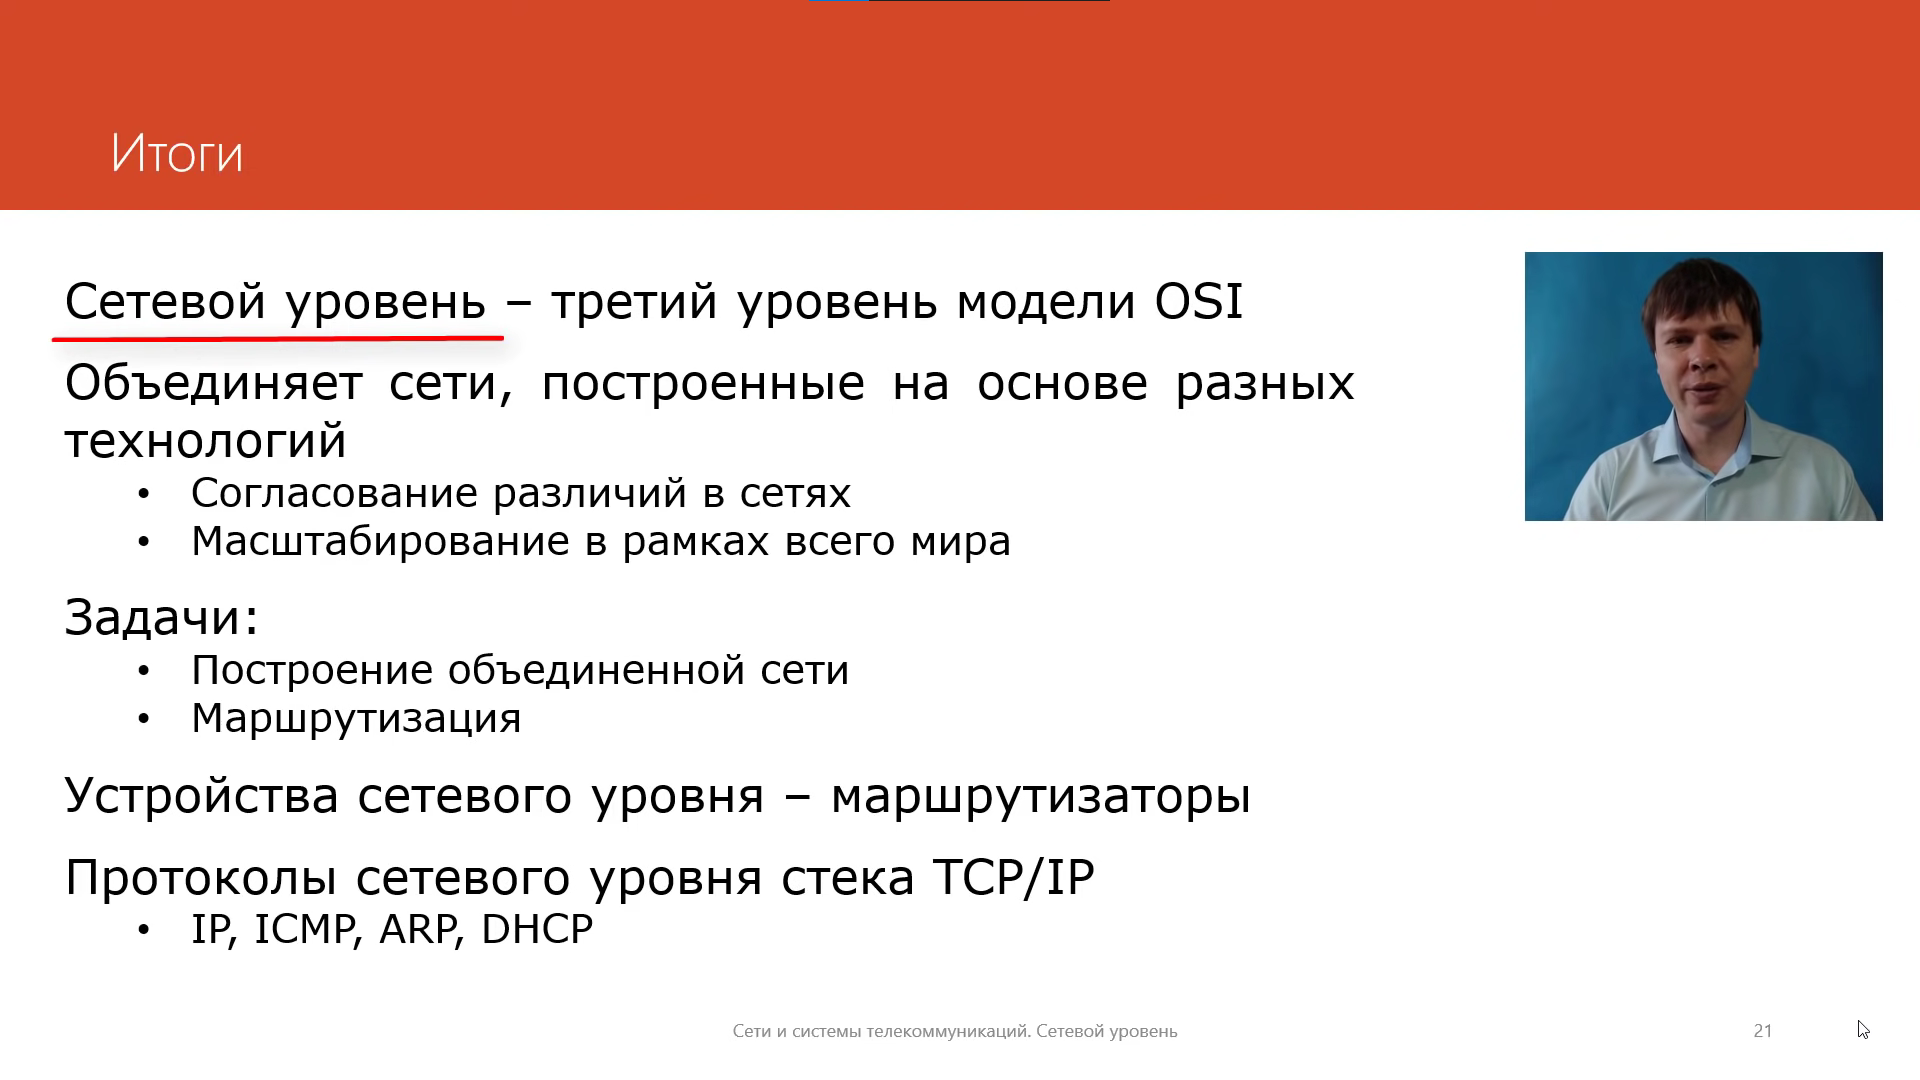 Итоги
Сетевой уровень – третий уровень модели OSI
Объединяет сети, построенные на основе разных
технологий
• Согласование различий в сетях
• Масштабирование в рамках всего мира
Задачи:
• Построение объединенной сети
• Маршрутизация
Устройства сетевого уровня – маршрутизаторы
Протоколы сетевого уровня стека TCP/IP
• IP, ICMP, ARP, DHCP
Сети и системы телекоммуникаций. Сетевой уровень
21